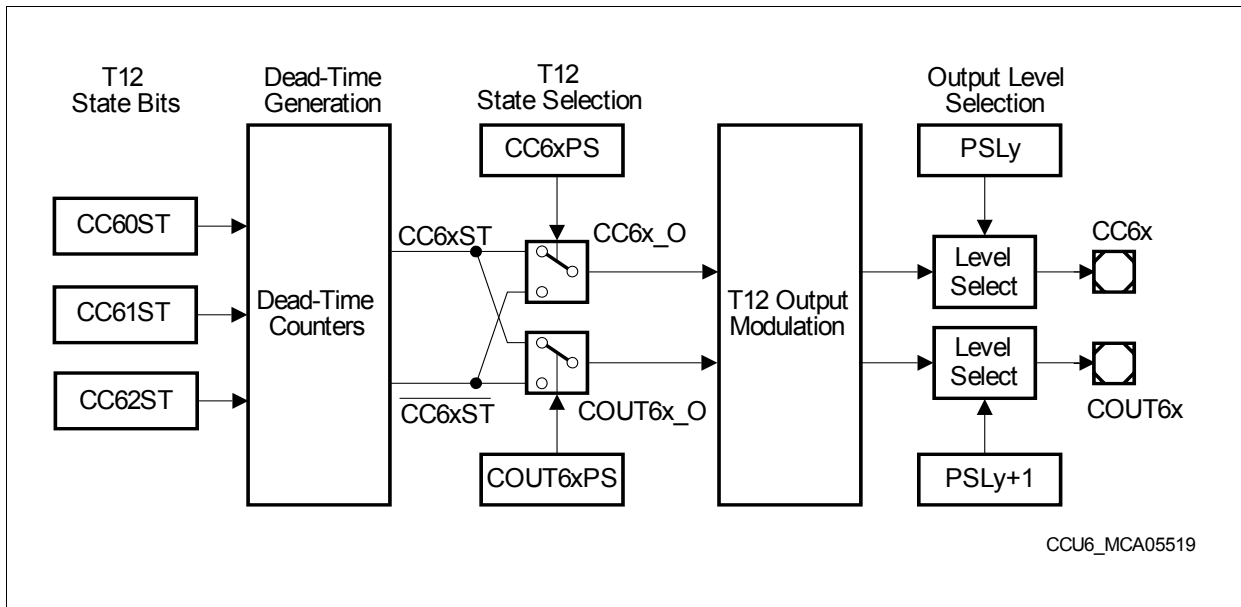 T12
State Bits
Dead-Time
Generation
T12
State Selection
Output Level
Selection
CC6xPS
PSLy
CC60ST
CC61ST
CC62ST
Dead-Time
Counters
CC6xST
C̅C̅6̅x̅S̅T̅
CC6x_O
COUT6x_O
COUT6xPS
T12 Output
Modulation
Level
Select
CC6x
Level
Select
COUT6x
PSLy+1
CCU6_MCA05519